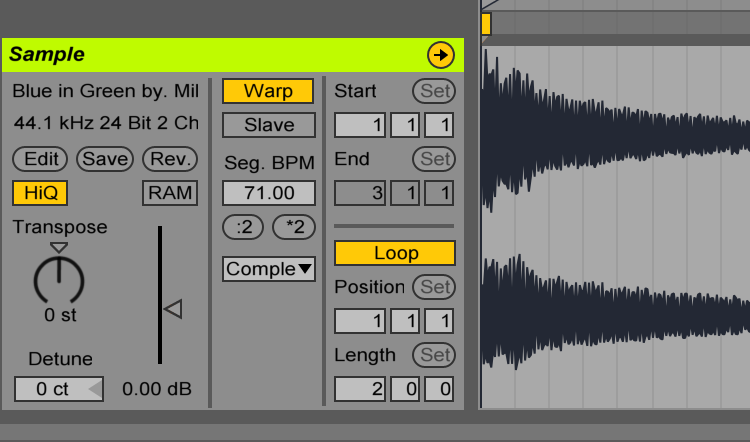 Sample
Blue in Green by. Mil
44.1 kHz 24 Bit 2 Ch
Edit Save Rev.
HiQ RAM
Transpose
0 st
Detune
0 ct 0.00 dB
Warp
Slave
Seg. BPM
71.00
:2 *2
Comple
Start Set
1 1 1
End Set
3 1 1
Loop
Position Set
1 1 1
Length Set
2 0 0